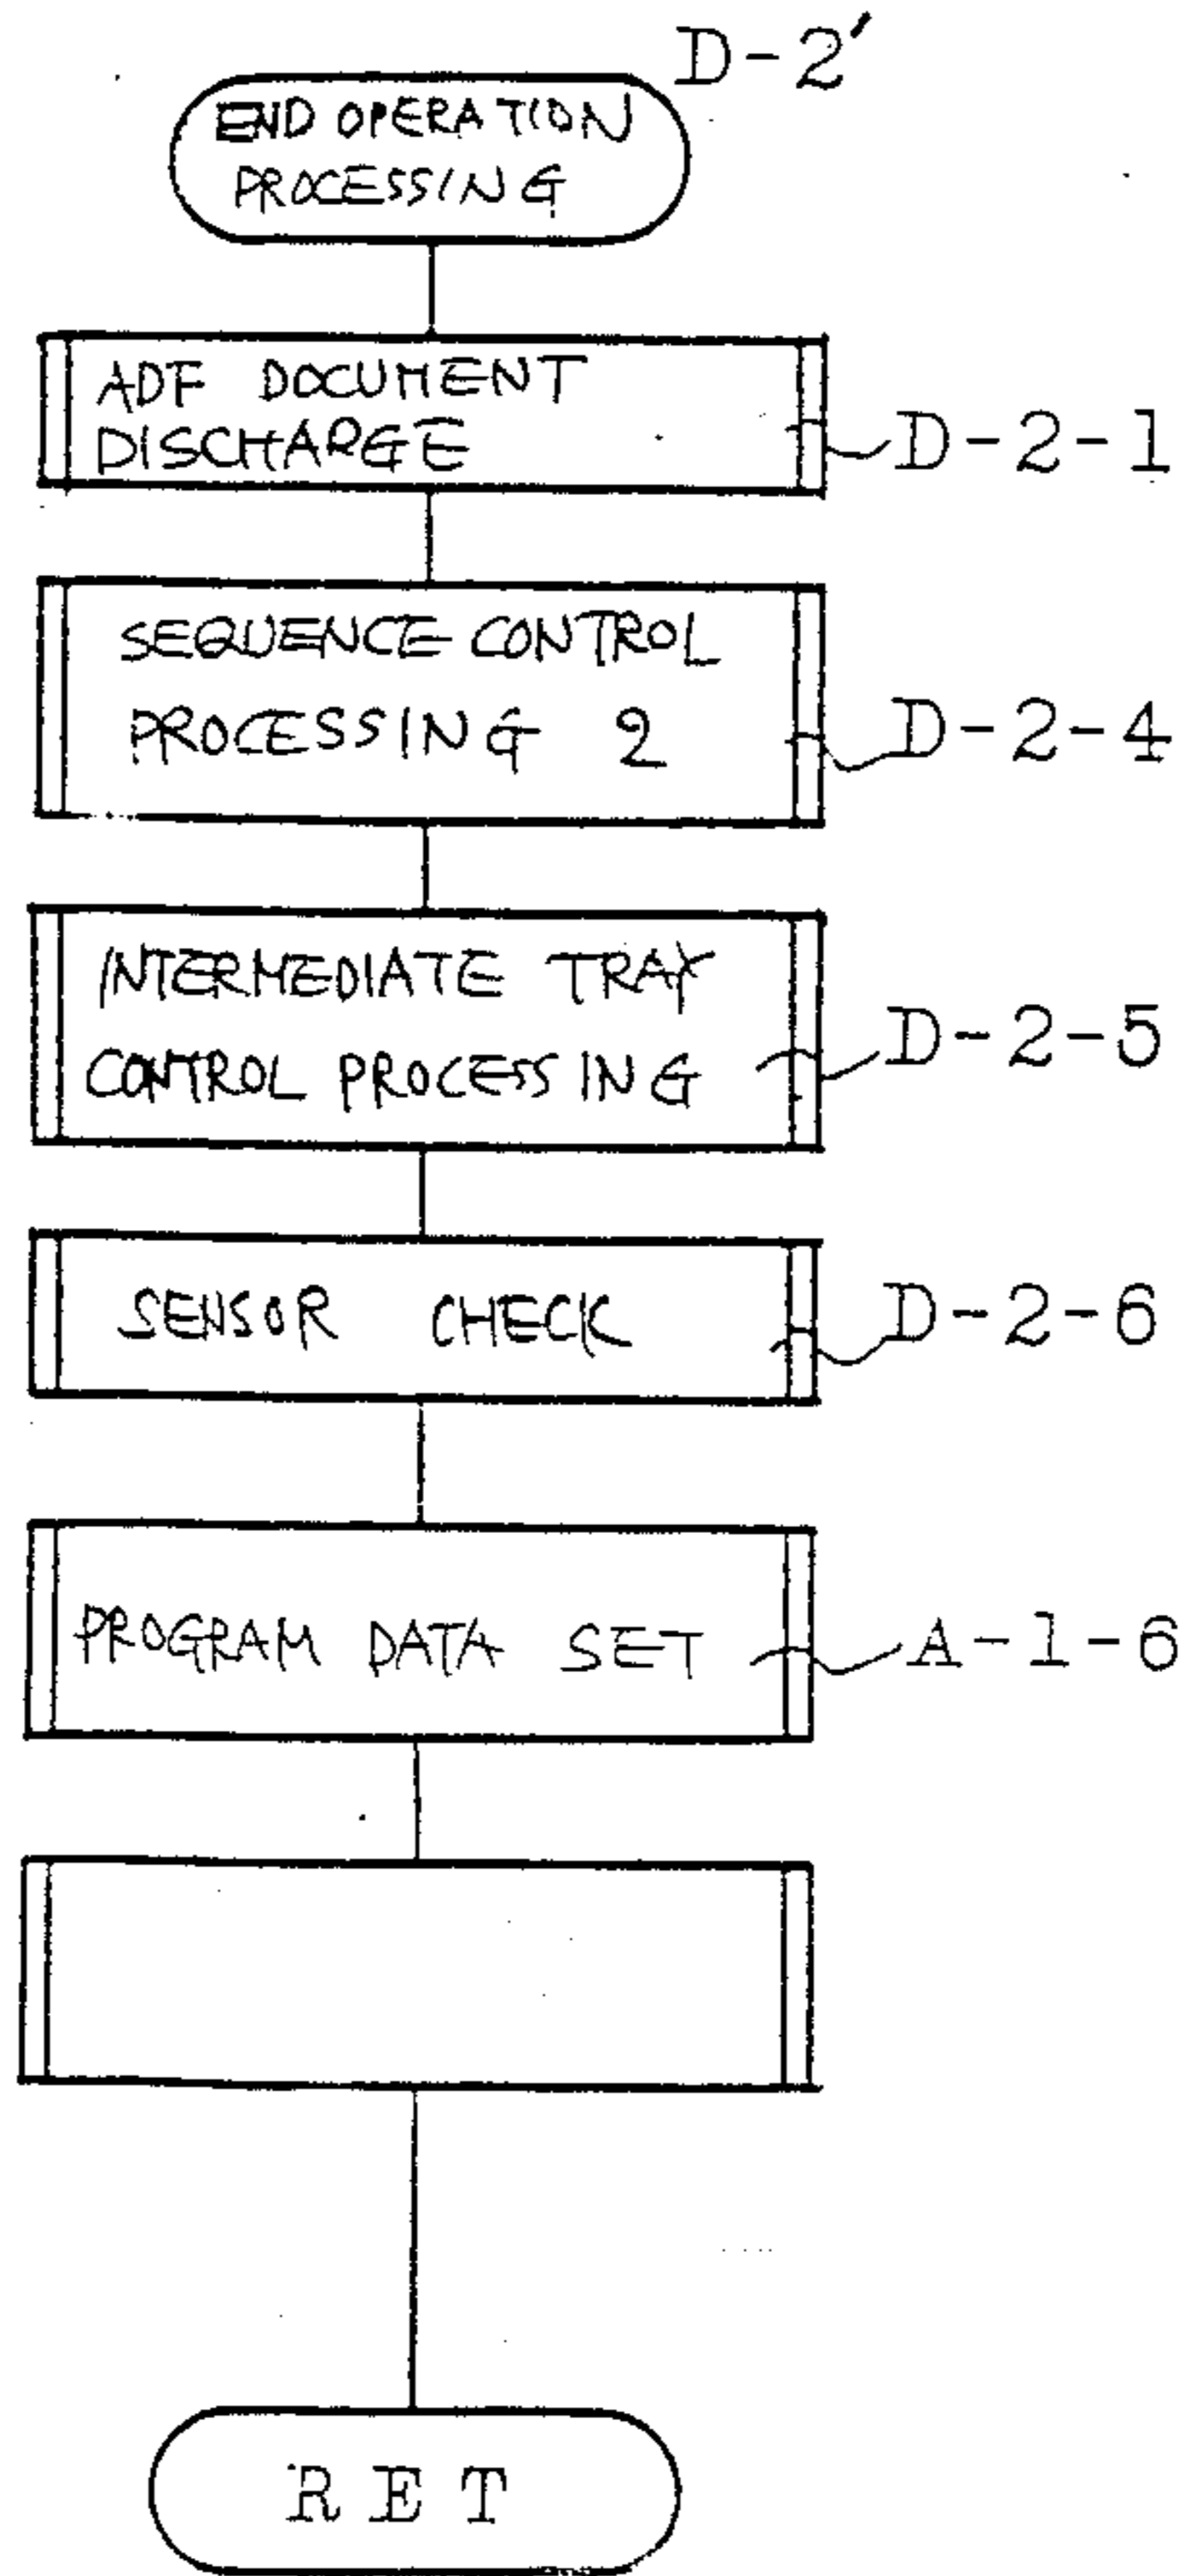 D-2'
END OPERATION
PROCESSING
ADF DOCUMENT
DISCHARGE
D-2-1
SEQUENCE CONTROL
PROCESSING 2
D-2-4
INTERMEDIATE TRAY
CONTROL PROCESSING
D-2-5
SENSOR CHECK
D-2-6
PROGRAM DATA SET
A-1-6
RET